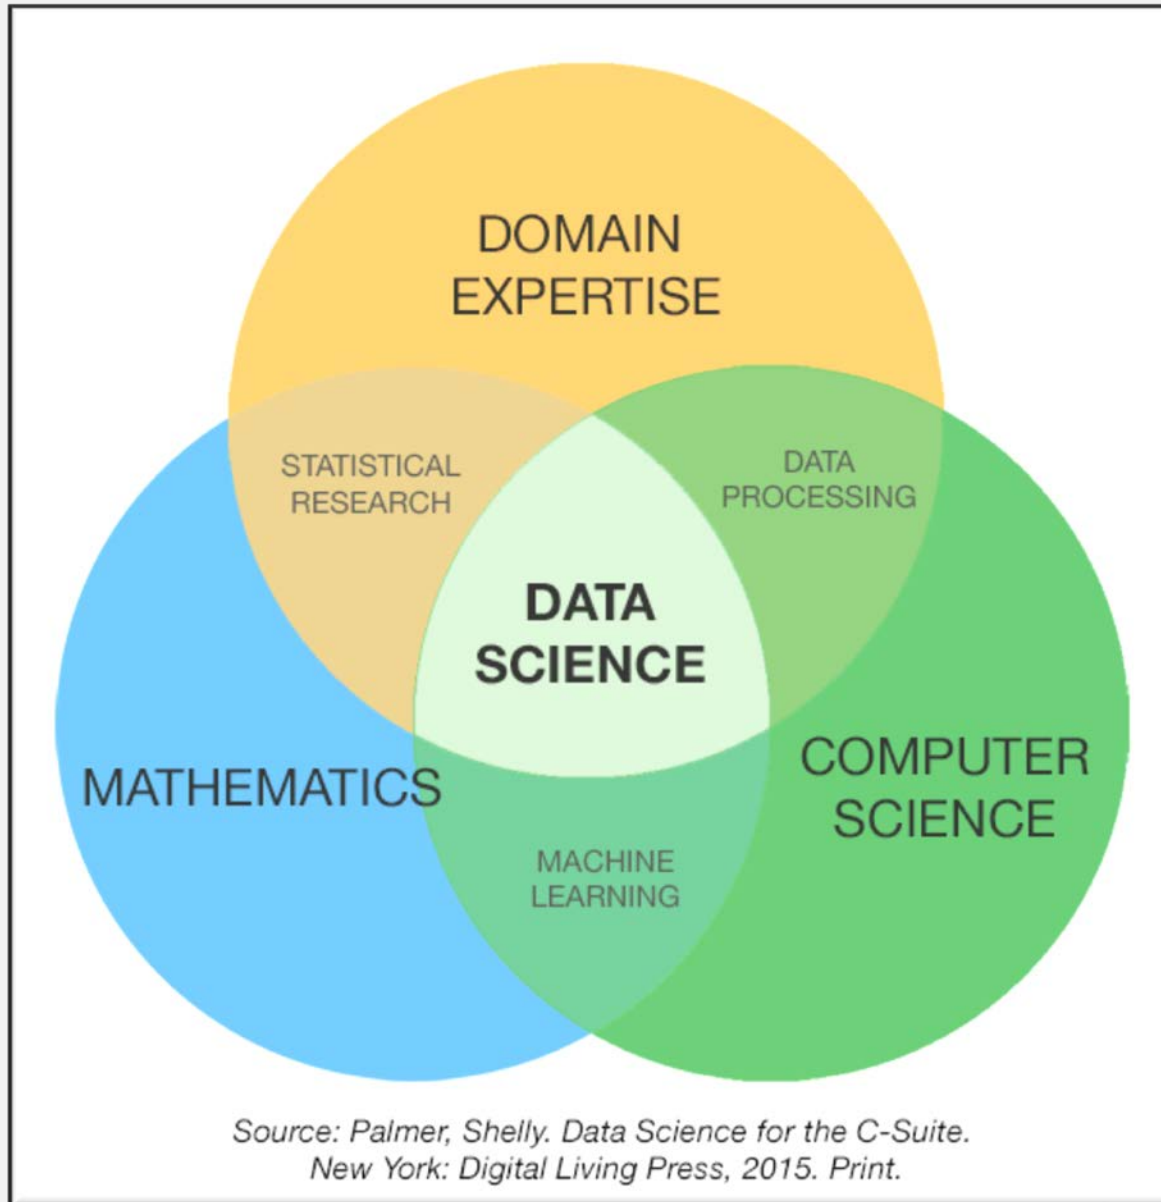 DOMAIN
EXPERTISE
STATISTICAL
RESEARCH
DATA
PROCESSING
DATA
SCIENCE
MATHEMATICS
COMPUTER
SCIENCE
MACHINE
LEARNING
Source: Palmer, Shelly. Data Science for the C-Suite.
New York: Digital Living Press, 2015. Print.